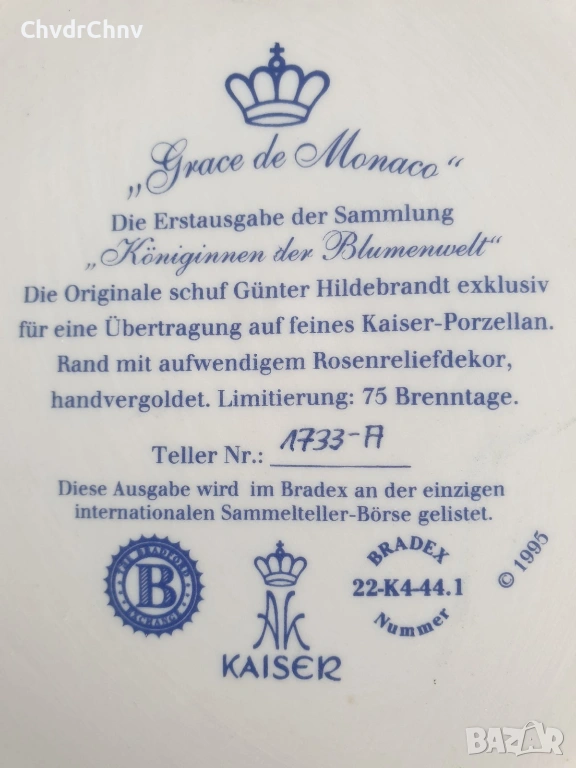 ChvdrChnv
„Grace de Monaco“
Die Erstausgabe der Sammlung
„Königinnen der Blumenwelt“
Die Originale schuf Günter Hildebrandt exklusiv
für eine Übertragung auf feines Kaiser-Porzellan.
Rand mit aufwendigem Rosenreliefdekor,
handvergoldet. Limitierung: 75 Brenntage.
Teller Nr.: 1733-A
Diese Ausgabe wird im Bradex an der einzigen
internationalen Sammelteller-Börse gelistet.
THE BRADFORD
B
EXCHANGE
AK
KAISER
BRADEX
22-K4-44.1
Nummer
© 1995
BAZAR